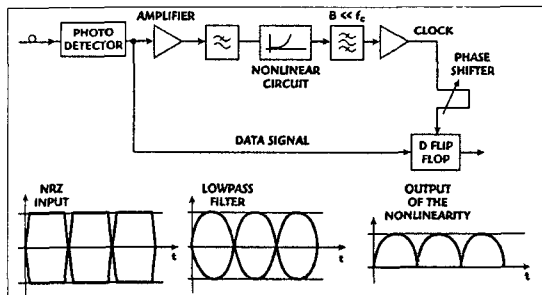 AMPLIFIER
B << fc
PHOTO
DETECTOR
NONLINEAR
CIRCUIT
CLOCK
PHASE
SHIFTER
DATA SIGNAL
D FLIP
FLOP
NRZ
INPUT
LOWPASS
FILTER
OUTPUT
OF THE
NONLINEARITY
t
t
t